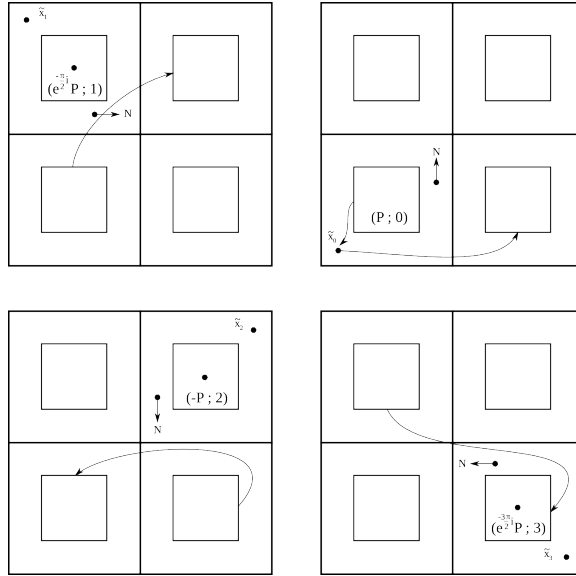 x̃₁
(e^{-π/2 i} P ; 1)
N
N
(P ; 0)
x̃₀
x̃₂
(-P ; 2)
N
N
(e^{-3π/2 i} P ; 3)
x̃₃